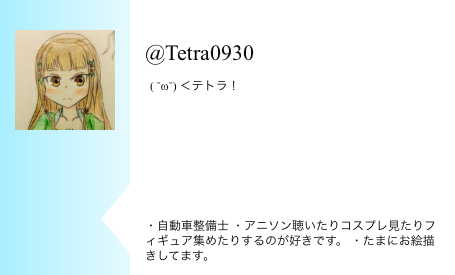 @Tetra0930
( ˘ω˘) ＜テトラ！
・自動車整備士 ・アニソン聴いたりコスプレ見たりフ
ィギュア集めたりするのが好きです。 ・たまにお絵描
きしてます。